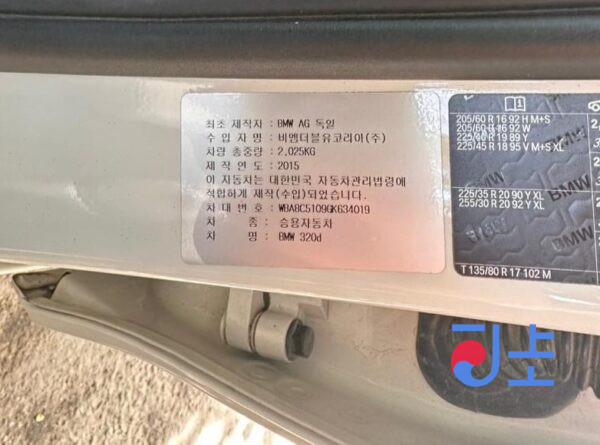 최초 제작자 : BMW AG 독일
수 입 자 명 : 비엠더블유코리아(주)
차량 총중량 : 2,025KG
제 작 연 도 : 2015
이 자동차는 대한민국 자동차관리법령에
적합하게 제작(수입)되었습니다.
차 대 번 호 : WBA8C5109GK634019
차 종 : 승용자동차
차 명 : BMW 320d
205/60 R 16 92 H M+S
205/60 R 16 92 W
225/40 R 19 89 Y
225/45 R 18 95 V M+S XL
225/35 R 20 90 Y XL
255/30 R 20 92 Y XL
T 135/80 R 17 102 M
BMW